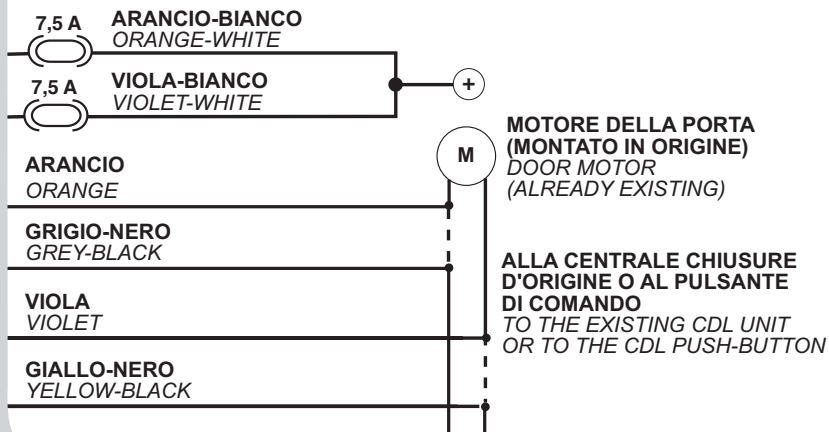 7,5 A
ARANCIO-BIANCO
ORANGE-WHITE
7,5 A
VIOLA-BIANCO
VIOLET-WHITE
+
M
MOTORE DELLA PORTA
(MONTATO IN ORIGINE)
DOOR MOTOR
(ALREADY EXISTING)
ARANCIO
ORANGE
GRIGIO-NERO
GREY-BLACK
ALLA CENTRALE CHIUSURE
D'ORIGINE O AL PULSANTE
DI COMANDO
TO THE EXISTING CDL UNIT
OR TO THE CDL PUSH-BUTTON
VIOLA
VIOLET
GIALLO-NERO
YELLOW-BLACK